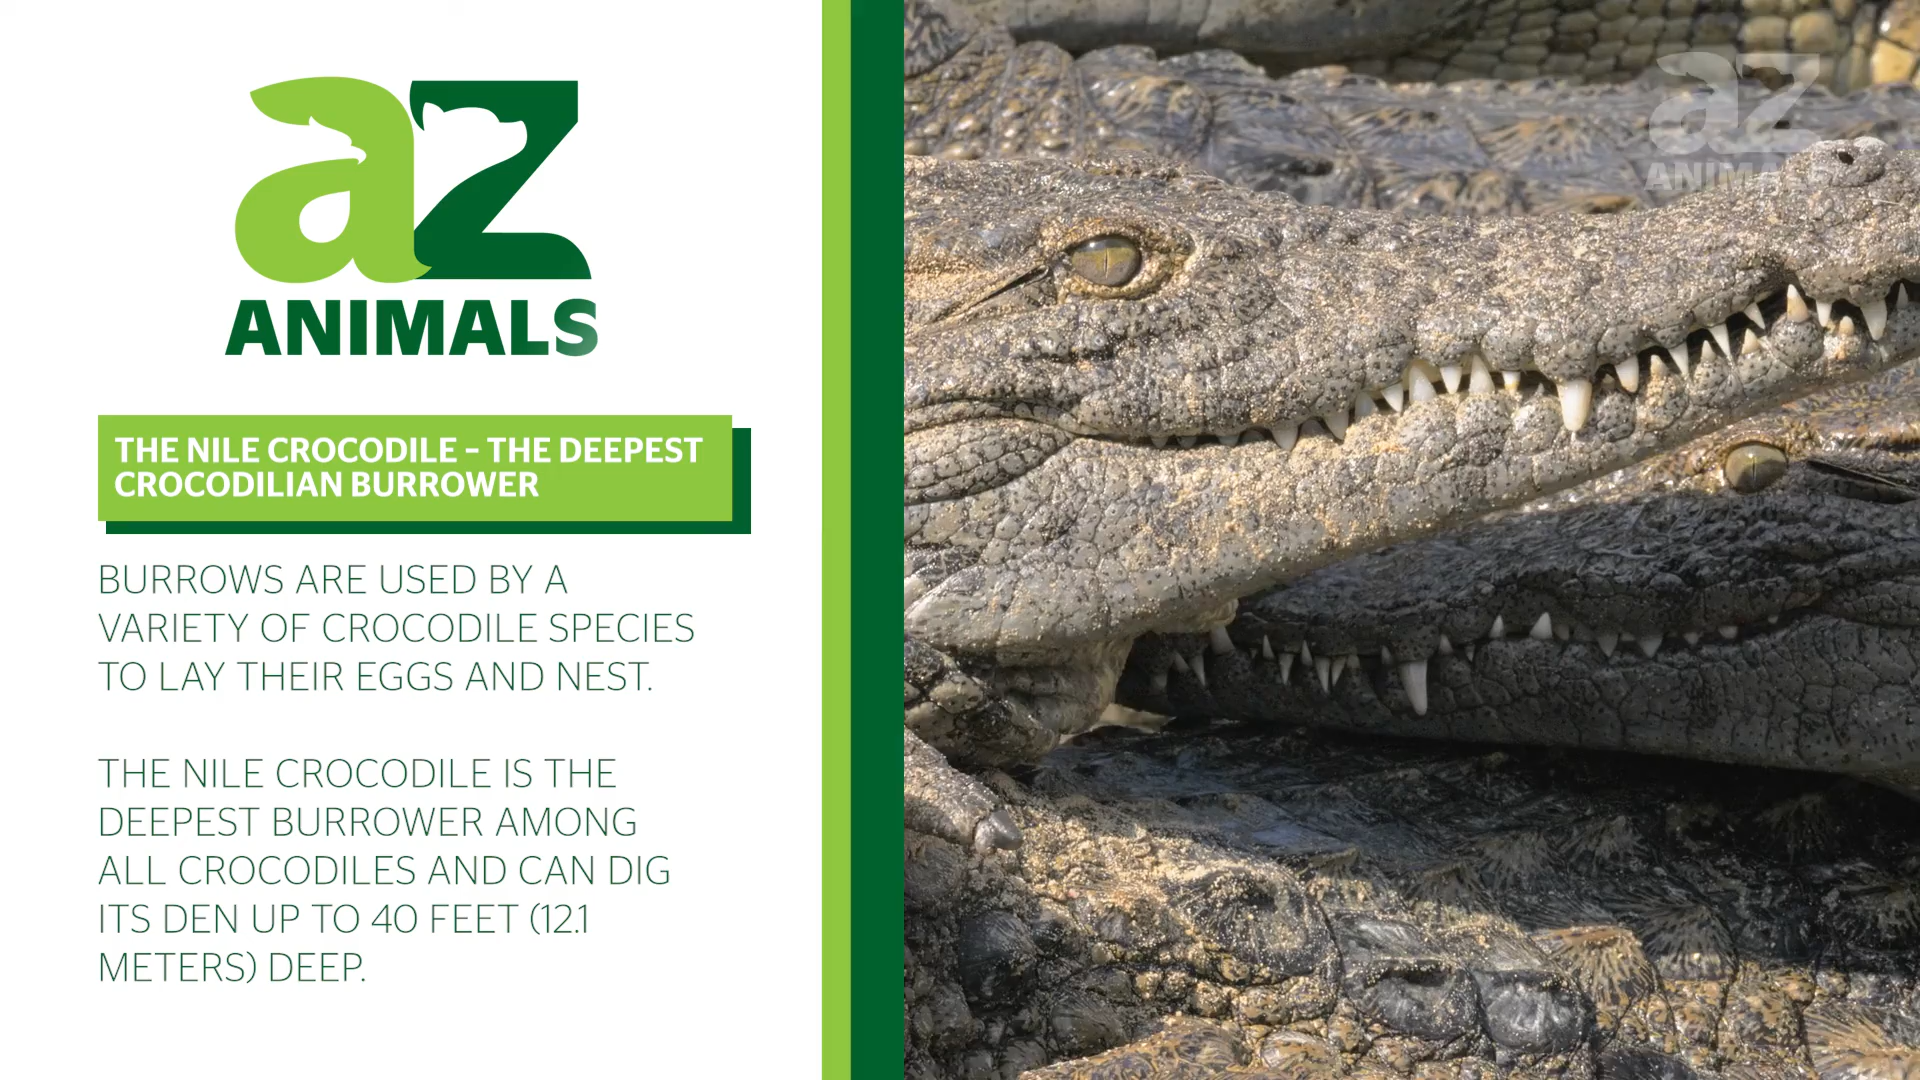 az
ANIMALS
THE NILE CROCODILE – THE DEEPEST
CROCODILIAN BURROWER
BURROWS ARE USED BY A
VARIETY OF CROCODILE SPECIES
TO LAY THEIR EGGS AND NEST.
THE NILE CROCODILE IS THE
DEEPEST BURROWER AMONG
ALL CROCODILES AND CAN DIG
ITS DEN UP TO 40 FEET (12.1
METERS) DEEP.
az
ANIMALS